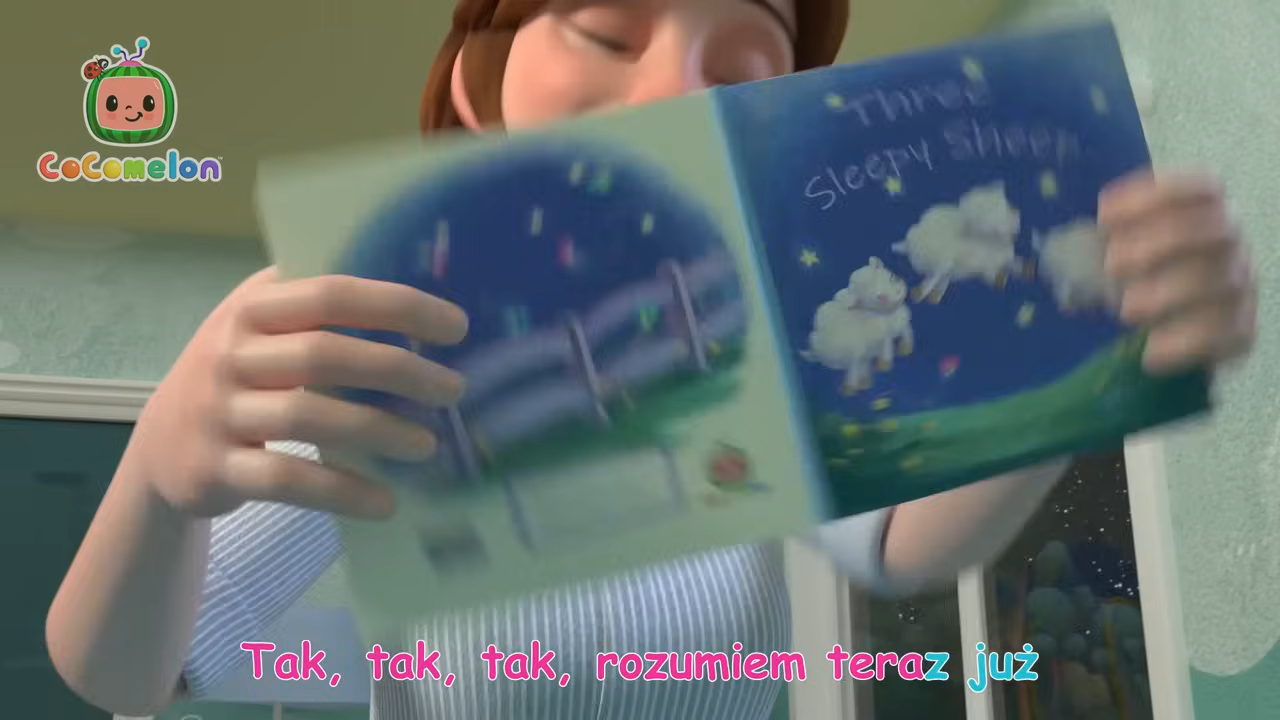 CoComelon
Three
Sleepy Sheep
Tak, tak, tak, rozumiem teraz już